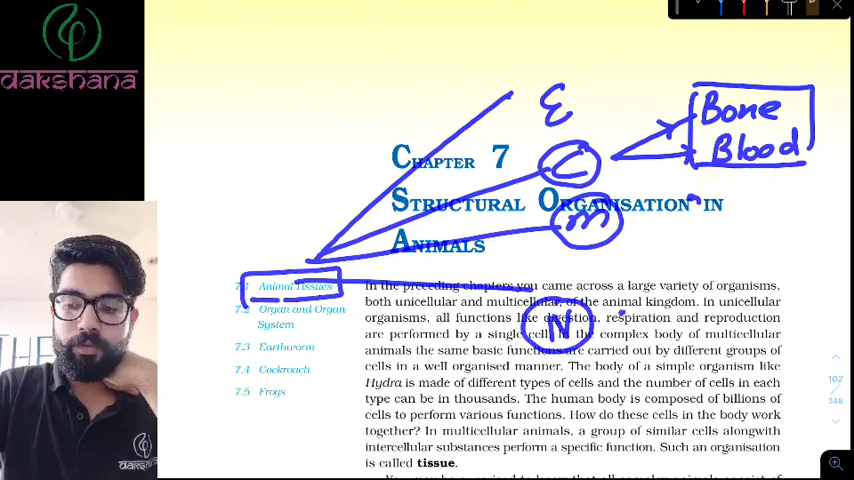 dakshana
Bone
Blood
ε
C
m
N
CHAPTER 7
STRUCTURAL ORGANISATION IN
ANIMALS
7.1 Animal Tissues
7.2 Organ and Organ
System
7.3 Earthworm
7.4 Cockroach
7.5 Frogs
In the preceding chapters you came across a large variety of organisms,
both unicellular and multicellular, of the animal kingdom. In unicellular
organisms, all functions like digestion, respiration and reproduction
are performed by a single cell. In the complex body of multicellular
animals the same basic functions are carried out by different groups of
cells in a well organised manner. The body of a simple organism like
Hydra is made of different types of cells and the number of cells in each
type can be in thousands. The human body is composed of billions of
cells to perform various functions. How do these cells in the body work
together? In multicellular animals, a group of similar cells alongwith
intercellular substances perform a specific function. Such an organisation
is called tissue.
102
348